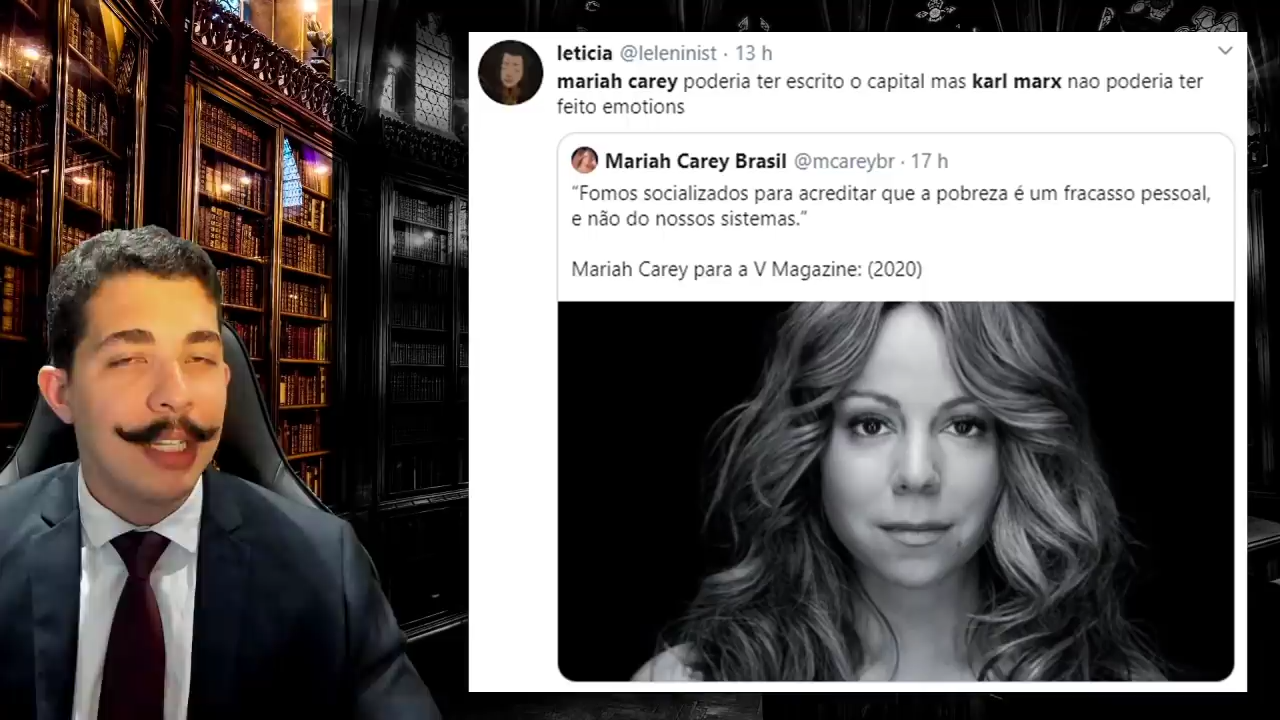 leticia @leleninist · 13 h
mariah carey poderia ter escrito o capital mas karl marx nao poderia ter
feito emotions
Mariah Carey Brasil @mcareybr · 17 h
“Fomos socializados para acreditar que a pobreza é um fracasso pessoal,
e não do nossos sistemas.”
Mariah Carey para a V Magazine: (2020)